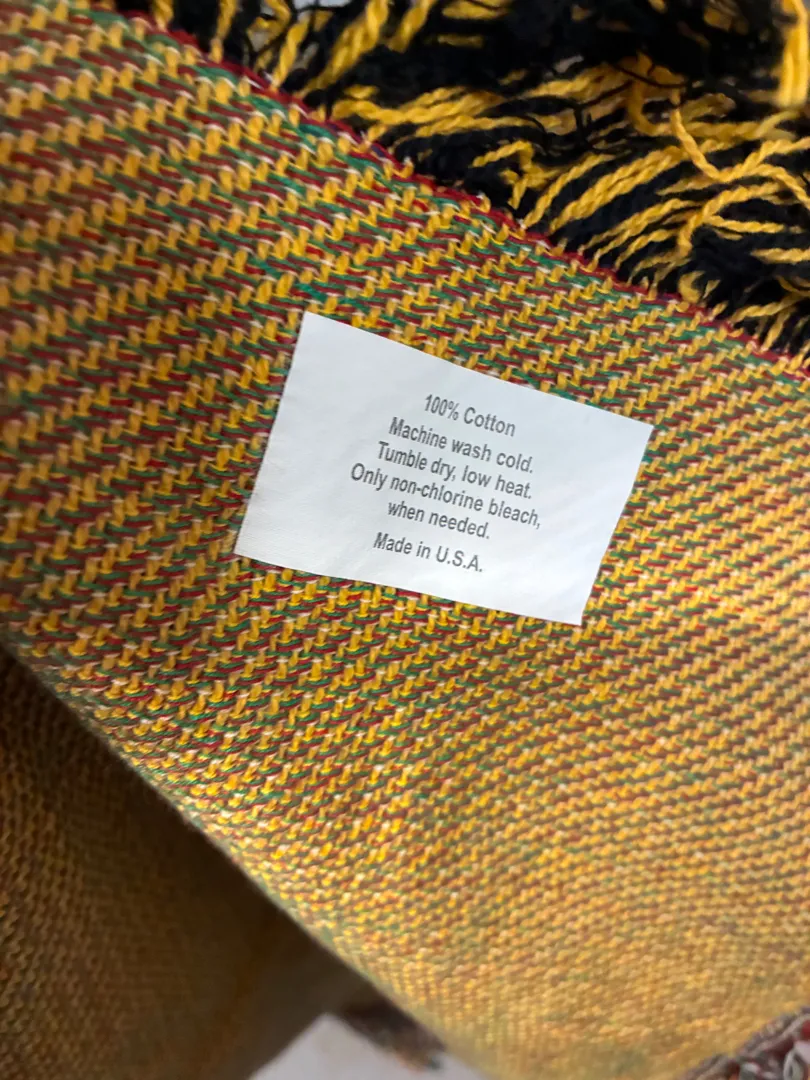 100% Cotton
Machine wash cold.
Tumble dry, low heat.
Only non-chlorine bleach,
when needed.
Made in U.S.A.